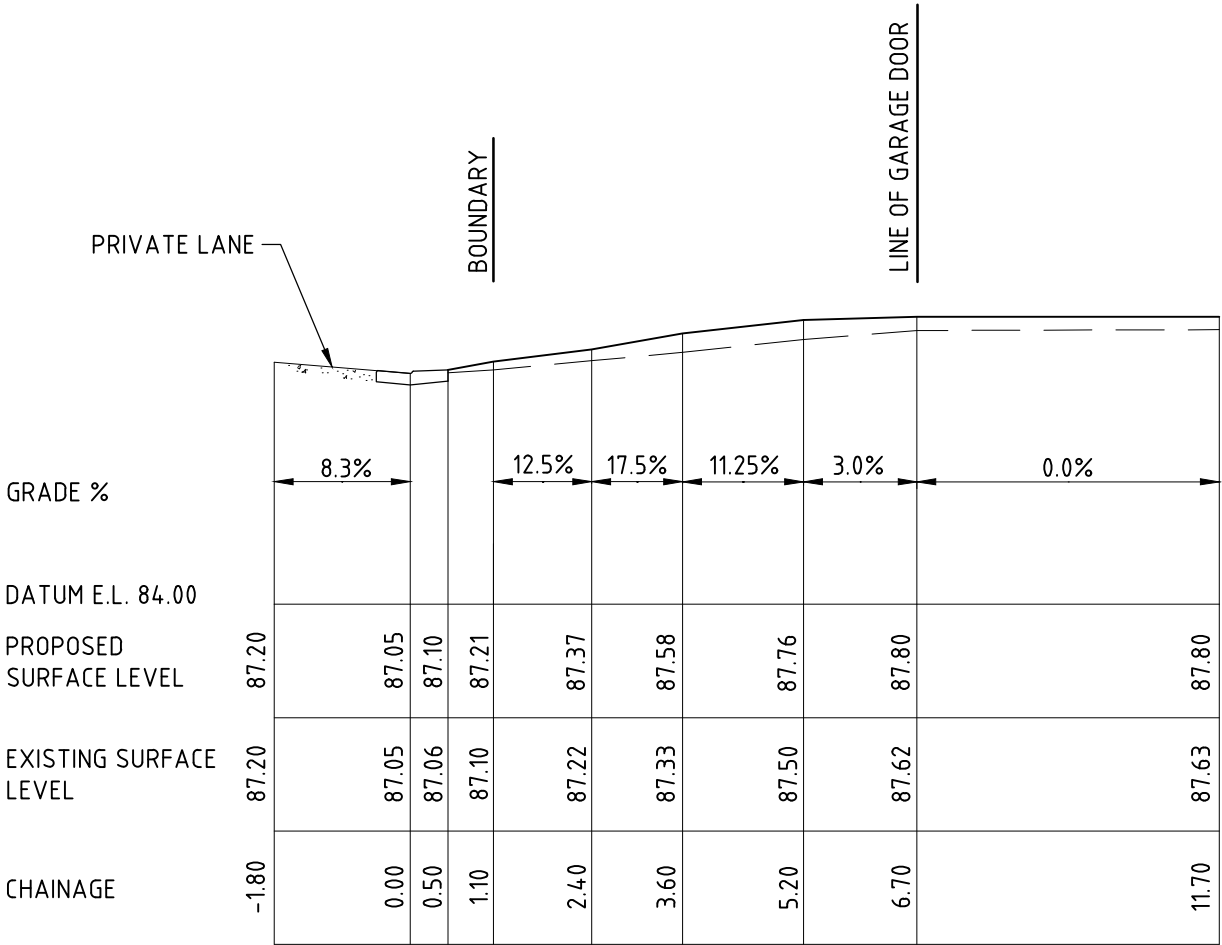 LINE OF GARAGE DOOR
BOUNDARY
PRIVATE LANE
8.3% 12.5% 17.5% 11.25% 3.0% 0.0%
GRADE %
DATUM E.L. 84.00
PROPOSED
SURFACE LEVEL
87.20 87.05 87.10 87.21 87.37 87.58 87.76 87.80 87.80
EXISTING SURFACE
LEVEL
87.20 87.05 87.06 87.10 87.22 87.33 87.50 87.62 87.63
CHAINAGE
-1.80 0.00 0.50 1.10 2.40 3.60 5.20 6.70 11.70